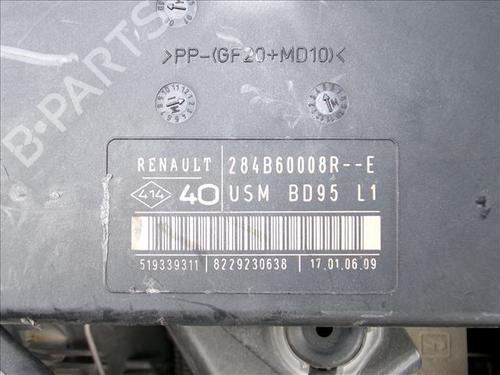 >PP-(GF20+MD10)<
B-PARTS
RENAULT 284B60008R--E
414 40 USM BD95 L1
519339311 8229230638 17.01.06.09